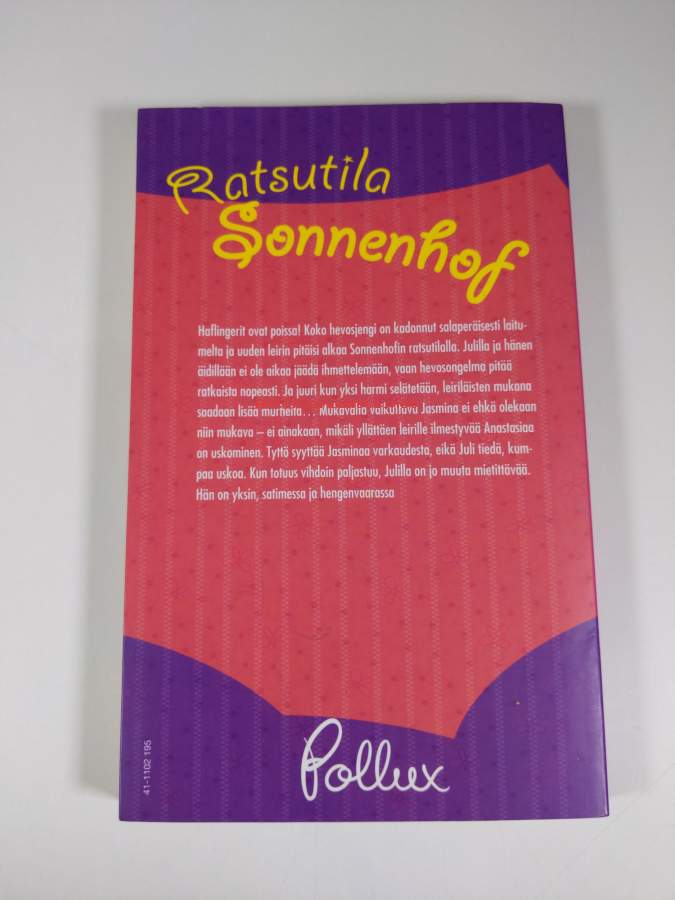 Ratsutila
Sonnenhof
Haflingerit ovat poissa! Koko hevosjengi on kadonnut salaperäisesti laitu-
melta ja uuden leirin pitäisi alkaa Sonnenhofin ratsutilalla. Julilla ja hänen
äidillään ei ole aikaa jäädä ihmettelemään, vaan hevosongelma pitää
ratkaista nopeasti. Ja juuri kun yksi harmi selätetään, leiriläisten mukana
saadaan lisää murheita... Mukavalta vaikuttuvu Jasmina ei ehkä olekaan
niin mukava – ei ainakaan, mikäli yllättäen leirille ilmestyvää Anastasiaa
on uskominen. Tyttö syyttää Jasminaa varkaudesta, eikä Juli tiedä, kum-
paa uskoa. Kun totuus vihdoin paljastuu, Julilla on jo muuta mietittävää.
Hän on yksin, satimessa ja hengenvaarassa
Pollux
41-1102 195